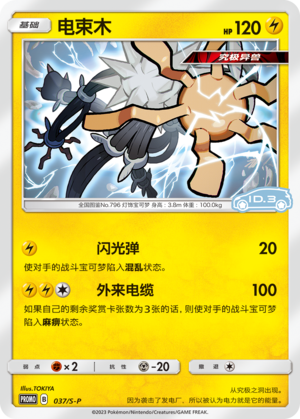 基础 电束木 HP 120
究极异兽
ID.3
全国图鉴No.796 灯饰宝可梦 身高：3.8m 体重：100.0kg
闪光弹 20
使对手的战斗宝可梦陷入混乱状态。
外来电缆 100
如果自己的剩余奖赏卡张数为3张的话，则使对手的战斗宝可梦陷入麻痹状态。
弱点 ×2 抗性 -20 撤退
Illus.TOKIYA
PROMO B 037/S-P
从究极之洞出现。
因为袭击了发电厂，所以被认为电力就是它的能量。
©2023 Pokémon/Nintendo/Creatures/GAME FREAK.